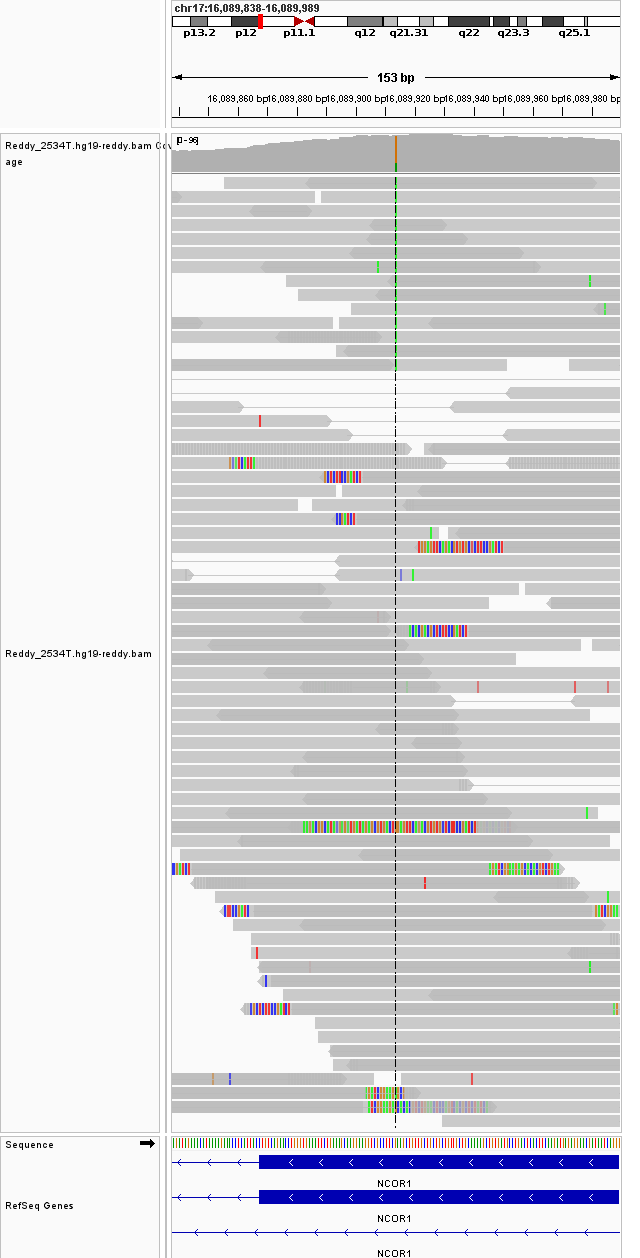 chr17:16,089,838-16,089,989
p13.2 p12 p11.1 q12 q21.31 q22 q23.3 q25.1
153 bp
16,089,860 bp 16,089,880 bp 16,089,900 bp 16,089,920 bp 16,089,940 bp 16,089,960 bp 16,089,980 bp
Reddy_2534T.hg19-reddy.bam Cov
age
[0 - 96]
Reddy_2534T.hg19-reddy.bam
Sequence
NCOR1
RefSeq Genes
NCOR1
NCOR1